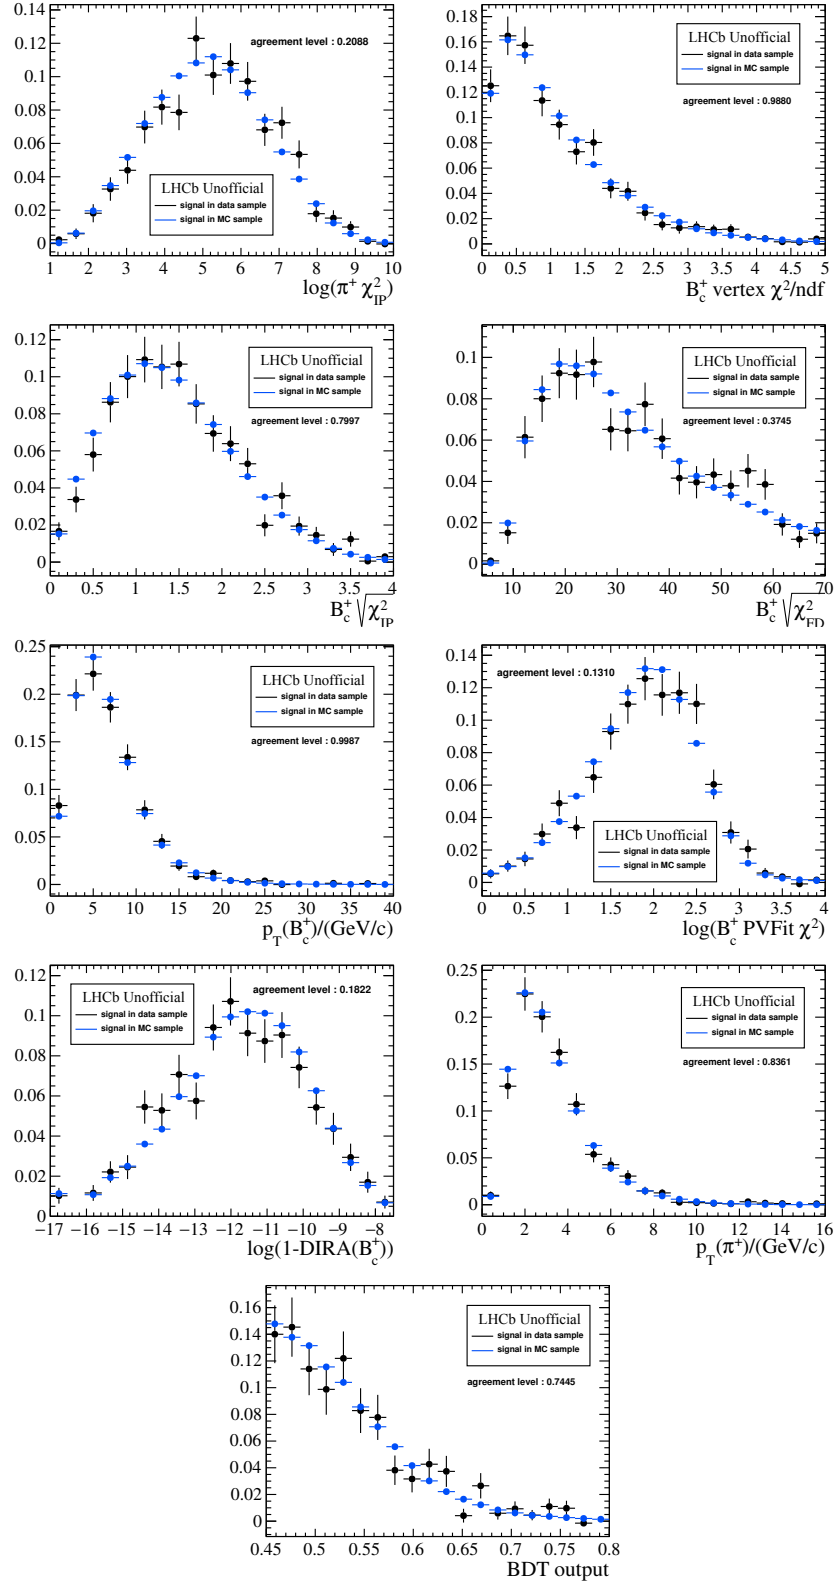 0.14
0.12
0.1
0.08
0.06
0.04
0.02
0
agreement level : 0.2088
LHCb Unofficial
signal in data sample
signal in MC sample
1 2 3 4 5 6 7 8 9 10
log(π⁺ χ²_IP)
0.18
0.16
0.14
0.12
0.1
0.08
0.06
0.04
0.02
0
LHCb Unofficial
signal in data sample
signal in MC sample
agreement level : 0.9880
0 0.5 1 1.5 2 2.5 3 3.5 4 4.5 5
B_c⁺ vertex χ²/ndf
0.12
0.1
0.08
0.06
0.04
0.02
0
LHCb Unofficial
signal in data sample
signal in MC sample
agreement level : 0.7997
0 0.5 1 1.5 2 2.5 3 3.5 4
B_c⁺ √χ²_IP
0.1
0.08
0.06
0.04
0.02
0
LHCb Unofficial
signal in data sample
signal in MC sample
agreement level : 0.3745
10 20 30 40 50 60 70
B_c⁺ √χ²_FD
0.25
0.2
0.15
0.1
0.05
0
LHCb Unofficial
signal in data sample
signal in MC sample
agreement level : 0.9987
0 5 10 15 20 25 30 35 40
p_T(B_c⁺)/(GeV/c)
0.14
0.12
0.1
0.08
0.06
0.04
0.02
0
agreement level : 0.1310
LHCb Unofficial
signal in data sample
signal in MC sample
0 0.5 1 1.5 2 2.5 3 3.5 4
log(B_c⁺ PVFit χ²)
0.12
0.1
0.08
0.06
0.04
0.02
0
agreement level : 0.1822
LHCb Unofficial
signal in data sample
signal in MC sample
−17 −16 −15 −14 −13 −12 −11 −10 −9 −8
log(1-DIRA(B_c⁺))
0.25
0.2
0.15
0.1
0.05
0
LHCb Unofficial
signal in data sample
signal in MC sample
agreement level : 0.8361
0 2 4 6 8 10 12 14 16
p_T(π⁺)/(GeV/c)
0.16
0.14
0.12
0.1
0.08
0.06
0.04
0.02
0
LHCb Unofficial
signal in data sample
signal in MC sample
agreement level : 0.7445
0.45 0.5 0.55 0.6 0.65 0.7 0.75 0.8
BDT output